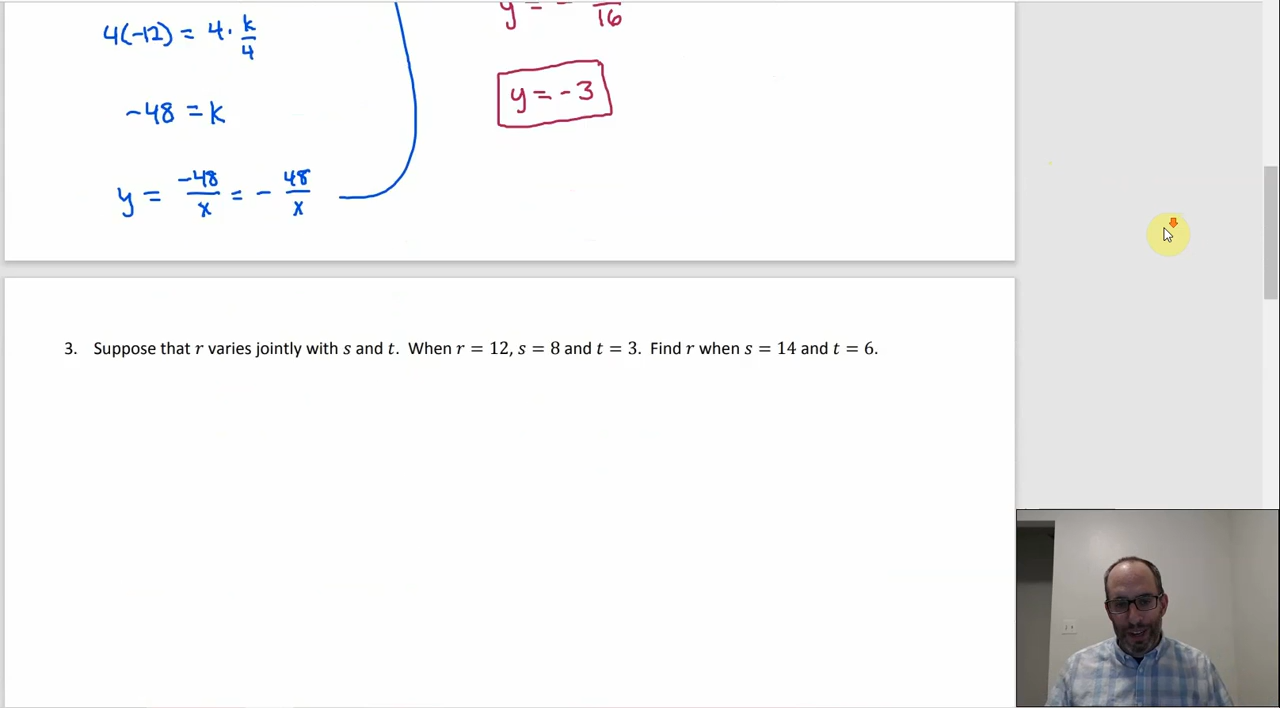 4(-12) = 4 · k/4
-48 = k
y = -48/x = - 48/x
y = - /16
y = -3
3. Suppose that r varies jointly with s and t. When r = 12, s = 8 and t = 3. Find r when s = 14 and t = 6.